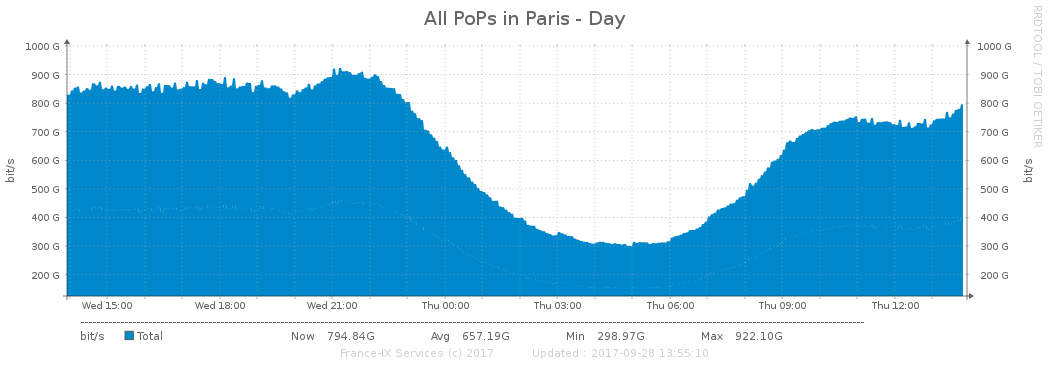 All PoPs in Paris - Day
RRDTOOL / TOBI OETIKER
1000 G 1000 G
900 G 900 G
800 G 800 G
700 G 700 G
600 G 600 G
500 G 500 G
400 G 400 G
300 G 300 G
200 G 200 G
bit/s
bit/s
Wed 15:00 Wed 18:00 Wed 21:00 Thu 00:00 Thu 03:00 Thu 06:00 Thu 09:00 Thu 12:00
bit/s Total Now 794.84G Avg 657.19G Min 298.97G Max 922.10G
France-IX Services (c) 2017 Updated : 2017-09-28 13:55:10